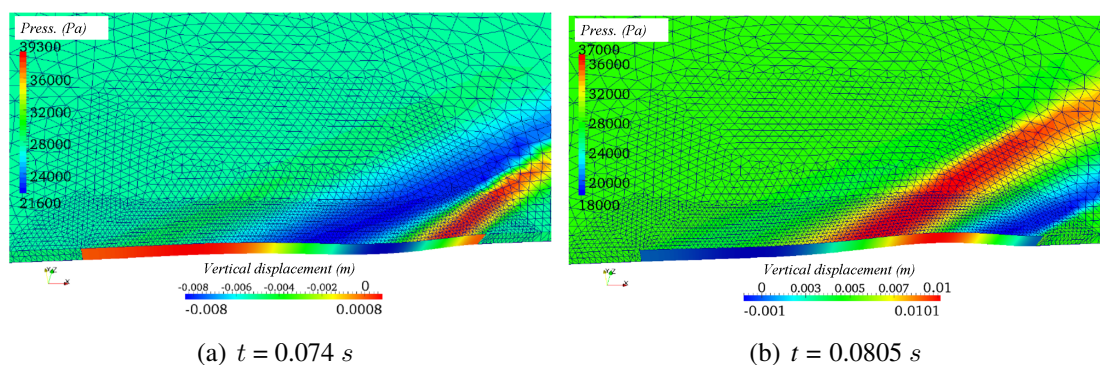 Press. (Pa)
39300
36000
32000
28000
24000
21600
Vertical displacement (m)
-0.008 -0.006 -0.004 -0.002 0
-0.008 0.0008
(a) t = 0.074 s
Press. (Pa)
37000
36000
32000
28000
24000
20000
18000
Vertical displacement (m)
0 0.003 0.005 0.007 0.01
-0.001 0.0101
(b) t = 0.0805 s